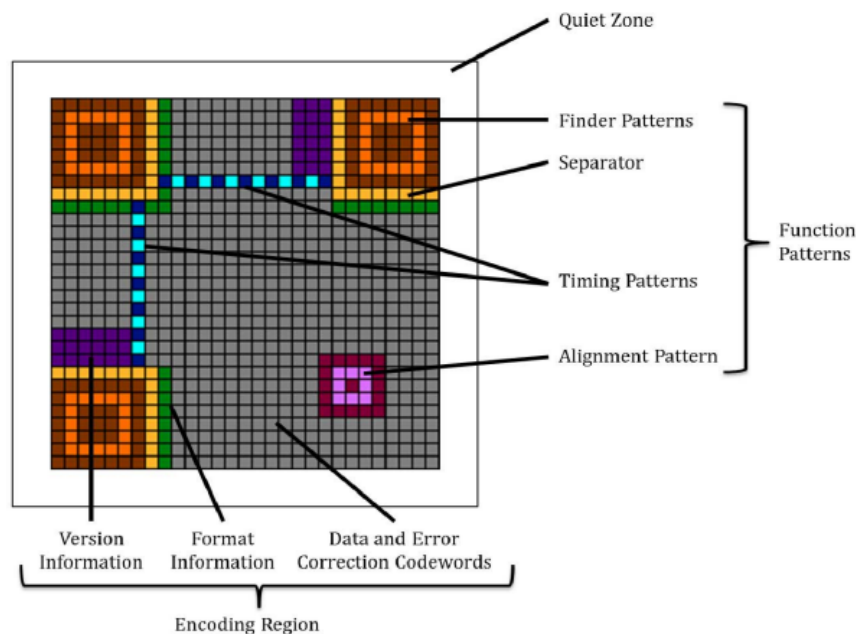 Quiet Zone
Finder Patterns
Separator
Function
Patterns
Timing Patterns
Alignment Pattern
Version
Information
Format
Information
Data and Error
Correction Codewords
Encoding Region